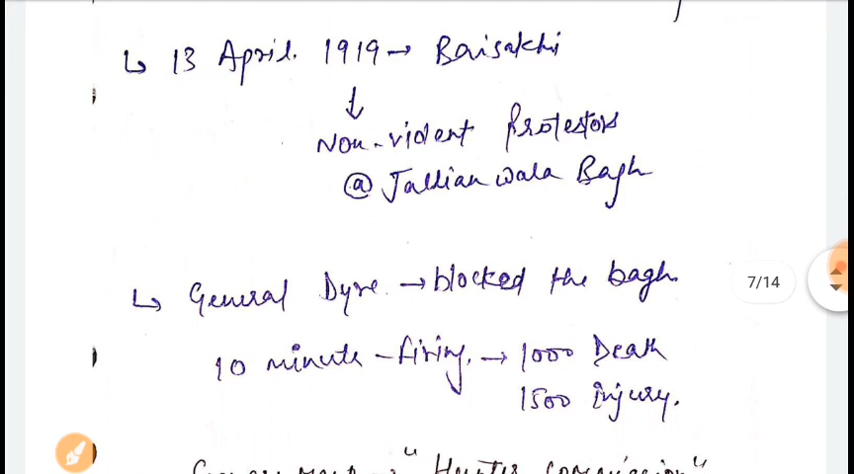 ↳ 13 April. 1919 → Baisakhi
↓
Non-violent Protestors
@ Jallian wala Bagh
↳ General Dyre. → blocked the bagh.
7/14
10 minute - firing. → 1000 Death
1500 injury.
"Hunter commission"